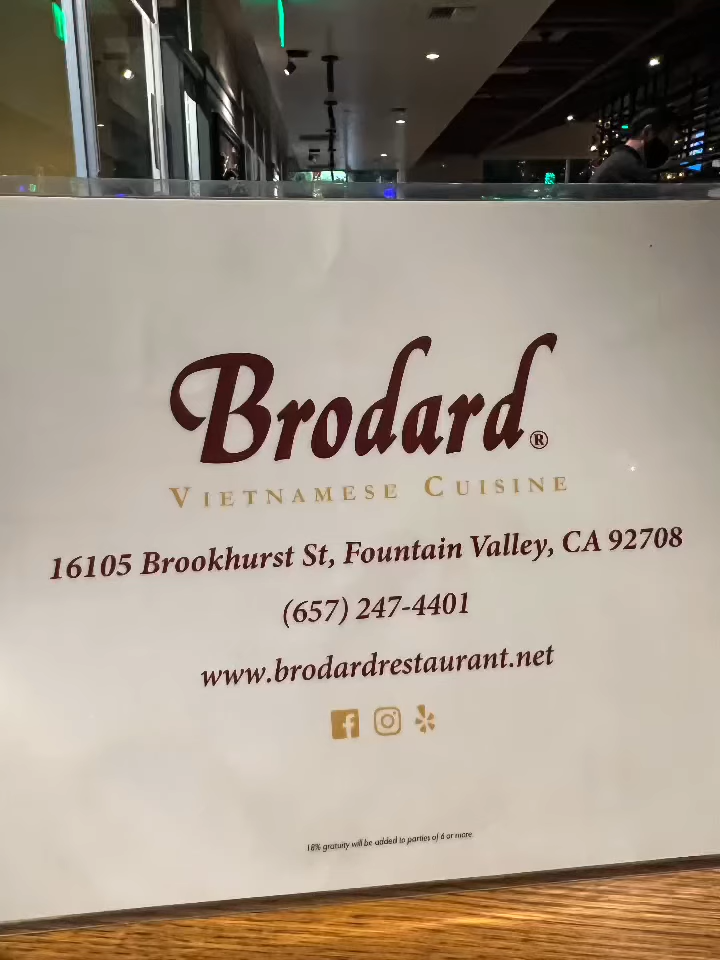 Brodard®
VIETNAMESE CUISINE
16105 Brookhurst St, Fountain Valley, CA 92708
(657) 247-4401
www.brodardrestaurant.net
18% gratuity will be added to parties of 6 or more